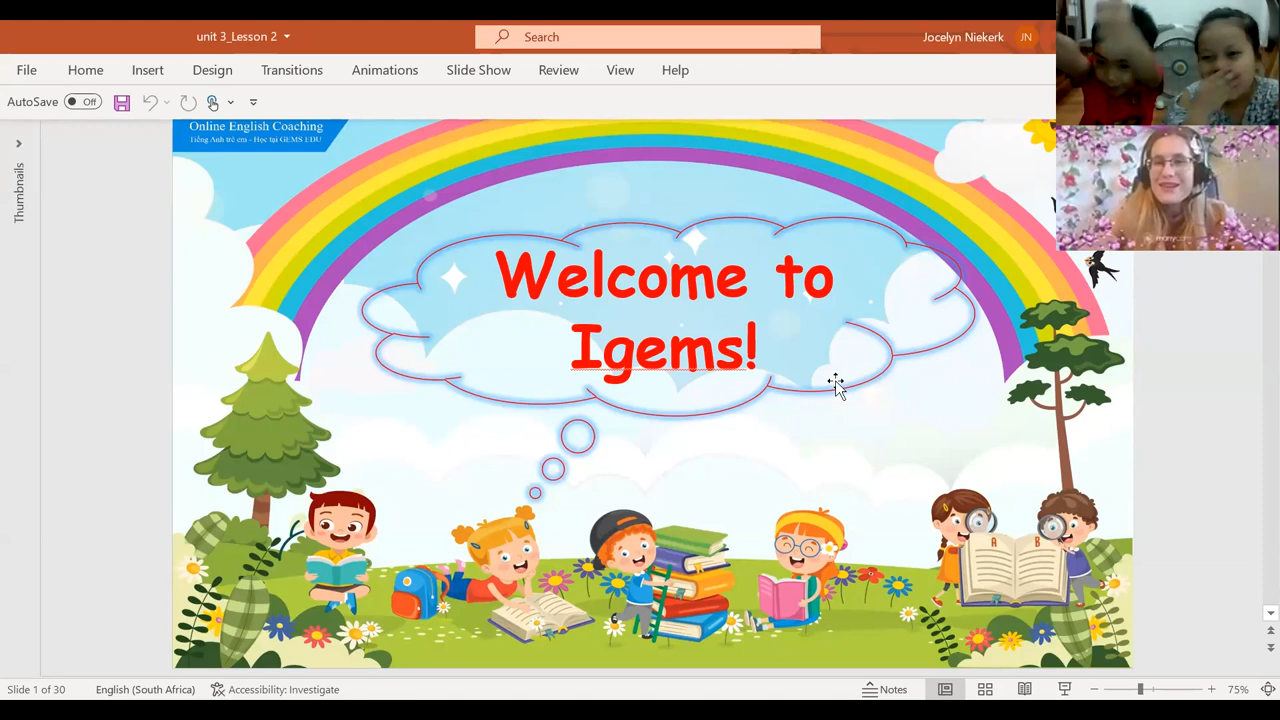 unit 3_Lesson 2
Search
Jocelyn Niekerk
JN
File
Home
Insert
Design
Transitions
Animations
Slide Show
Review
View
Help
AutoSave
Off
Thumbnails
Online English Coaching
Tiếng Anh trẻ em - Học tại GEMS EDU
Welcome to
Igems!
A
B
Slide 1 of 30
English (South Africa)
Accessibility: Investigate
Notes
75%